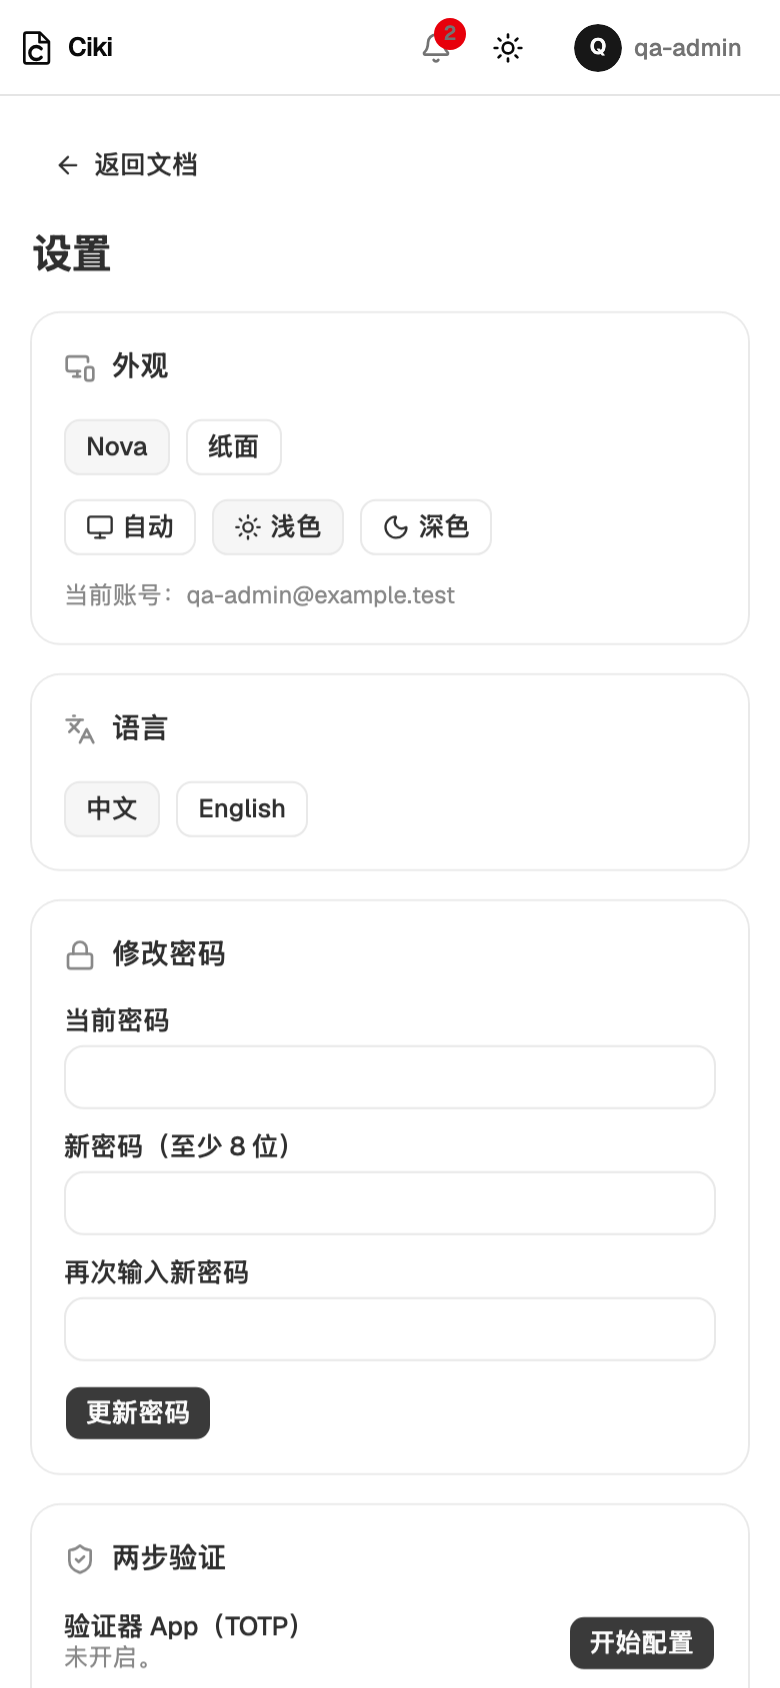 Ciki
2
Q
qa-admin
返回文档
设置
外观
Nova
纸面
自动
浅色
深色
当前账号：qa-admin@example.test
语言
中文
English
修改密码
当前密码
新密码（至少 8 位）
再次输入新密码
更新密码
两步验证
验证器 App（TOTP）
未开启。
开始配置